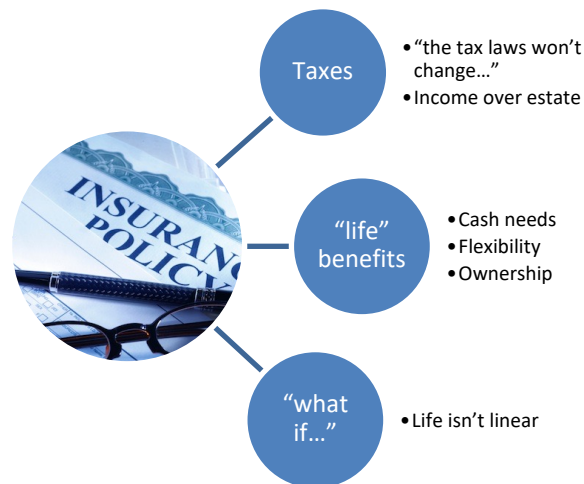 Taxes
•“the tax laws won’t
change…”
•Income over estate
INSURANC
POLICY
“life”
benefits
•Cash needs
•Flexibility
•Ownership
“what
if…”
•Life isn’t linear